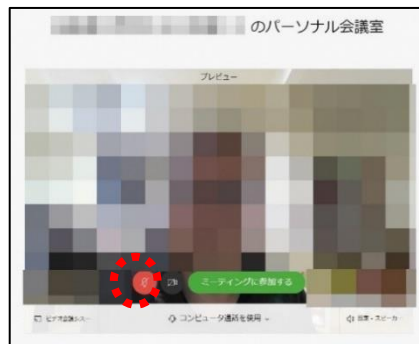 のパーソナル会議室
プレビュー
ミーティングに参加する
コンピュータ通話を使用